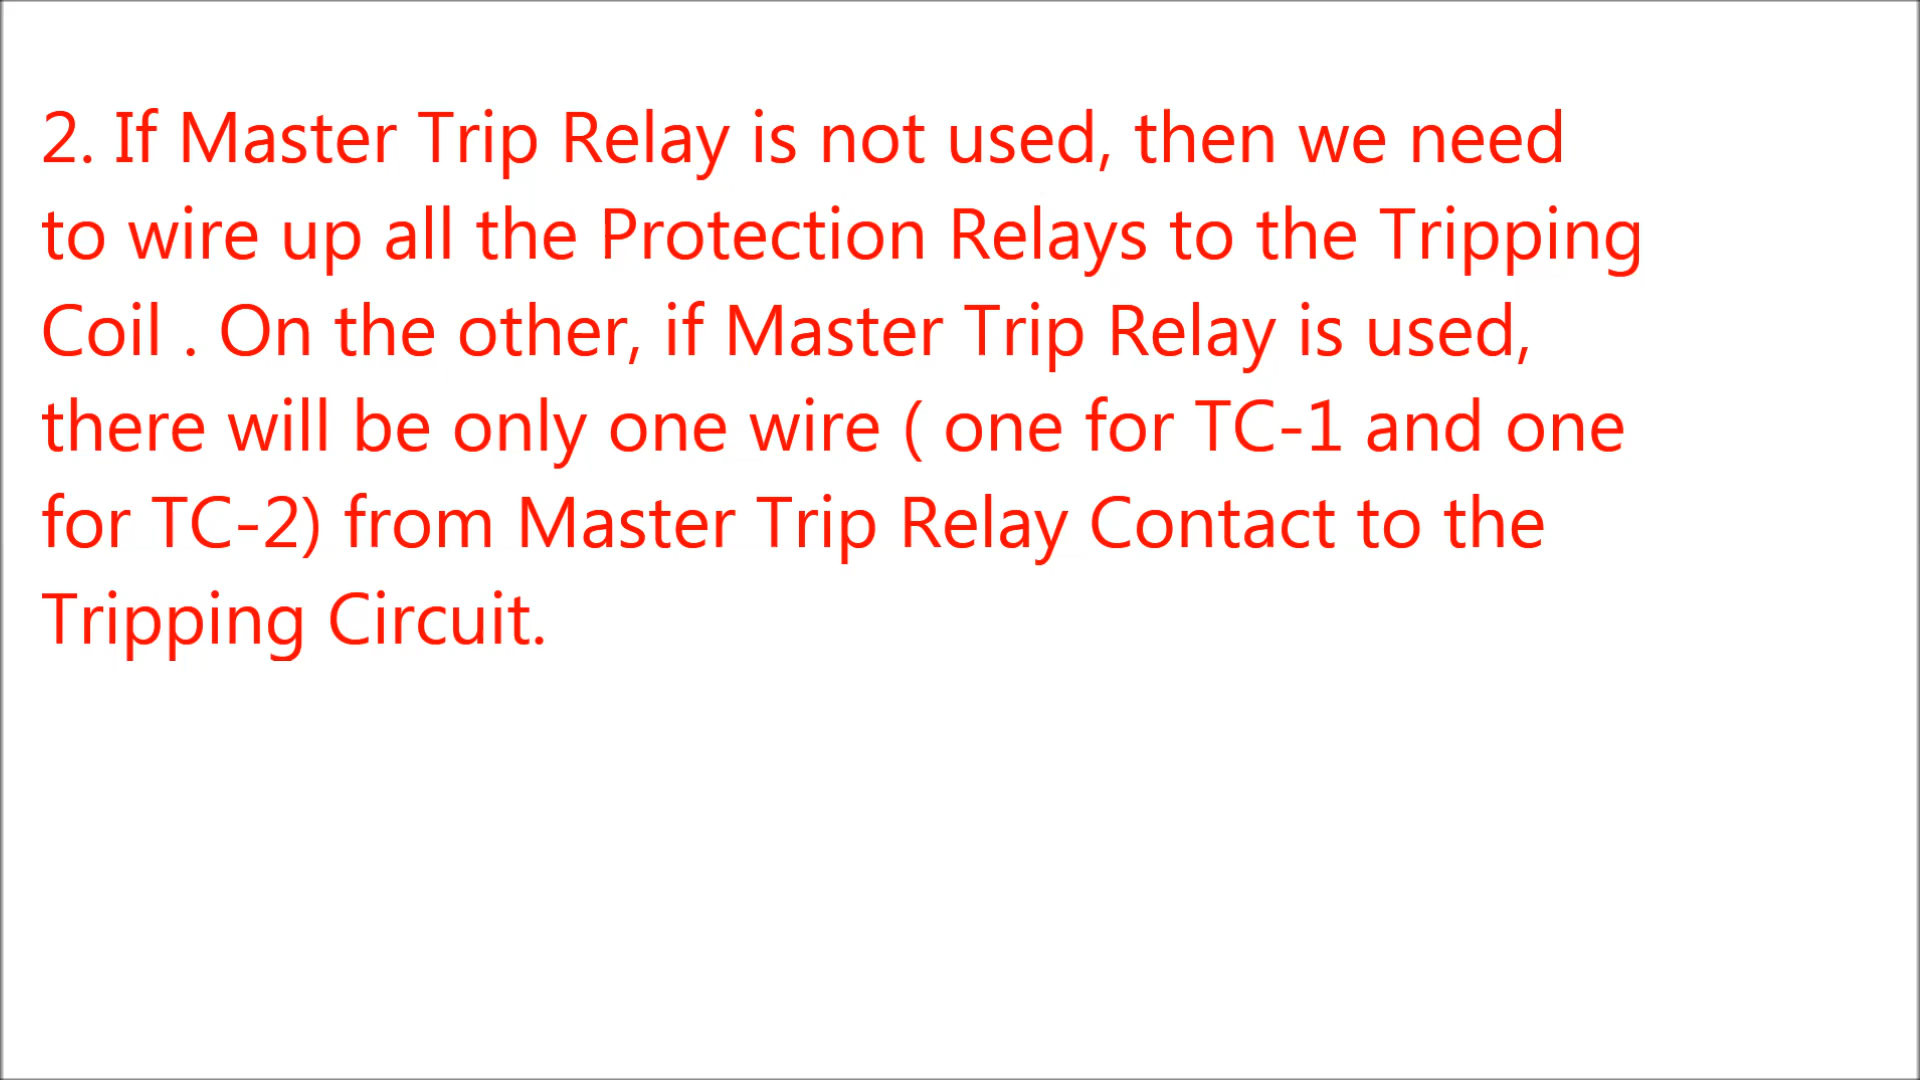 2. If Master Trip Relay is not used, then we need
to wire up all the Protection Relays to the Tripping
Coil . On the other, if Master Trip Relay is used,
there will be only one wire ( one for TC-1 and one
for TC-2) from Master Trip Relay Contact to the
Tripping Circuit.